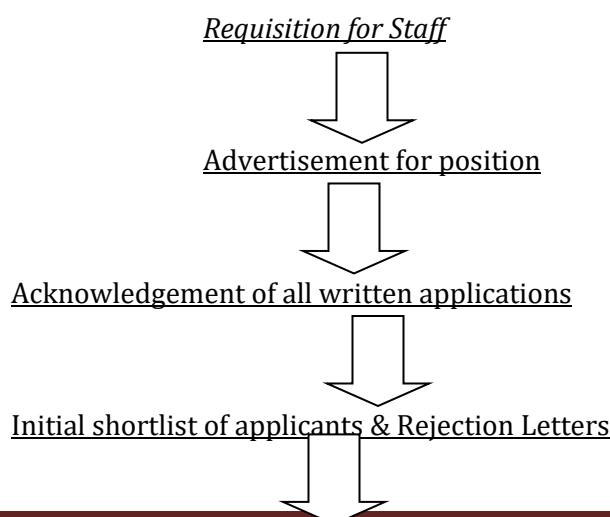 Requisition for Staff
Advertisement for position
Acknowledgement of all written applications
Initial shortlist of applicants & Rejection Letters